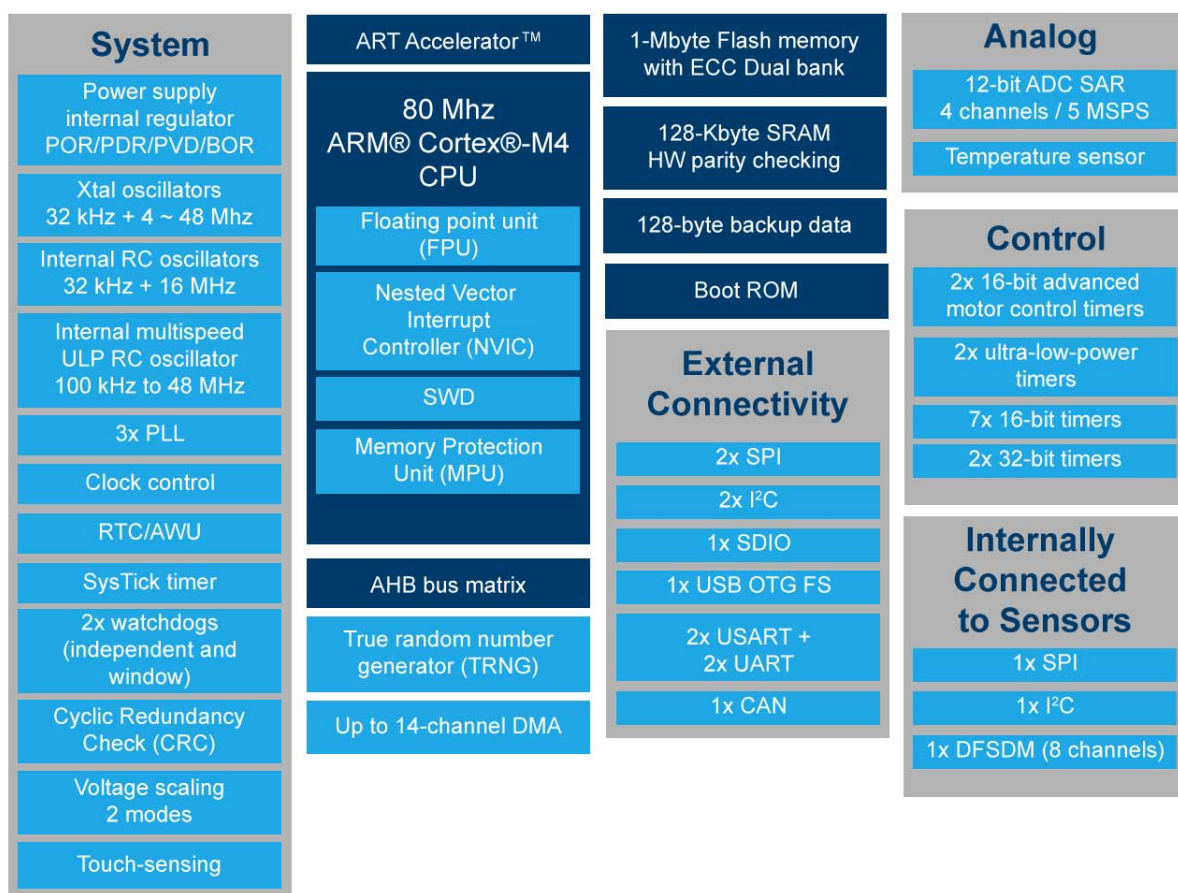 System
Power supply
internal regulator
POR/PDR/PVD/BOR
Xtal oscillators
32 kHz + 4 ~ 48 Mhz
Internal RC oscillators
32 kHz + 16 MHz
Internal multispeed
ULP RC oscillator
100 kHz to 48 MHz
3x PLL
Clock control
RTC/AWU
SysTick timer
2x watchdogs
(independent and
window)
Cyclic Redundancy
Check (CRC)
Voltage scaling
2 modes
Touch-sensing
ART Accelerator™
80 Mhz
ARM® Cortex®-M4
CPU
Floating point unit
(FPU)
Nested Vector
Interrupt
Controller (NVIC)
SWD
Memory Protection
Unit (MPU)
AHB bus matrix
True random number
generator (TRNG)
Up to 14-channel DMA
1-Mbyte Flash memory
with ECC Dual bank
128-Kbyte SRAM
HW parity checking
128-byte backup data
Boot ROM
External
Connectivity
2x SPI
2x I²C
1x SDIO
1x USB OTG FS
2x USART +
2x UART
1x CAN
Analog
12-bit ADC SAR
4 channels / 5 MSPS
Temperature sensor
Control
2x 16-bit advanced
motor control timers
2x ultra-low-power
timers
7x 16-bit timers
2x 32-bit timers
Internally
Connected
to Sensors
1x SPI
1x I²C
1x DFSDM (8 channels)